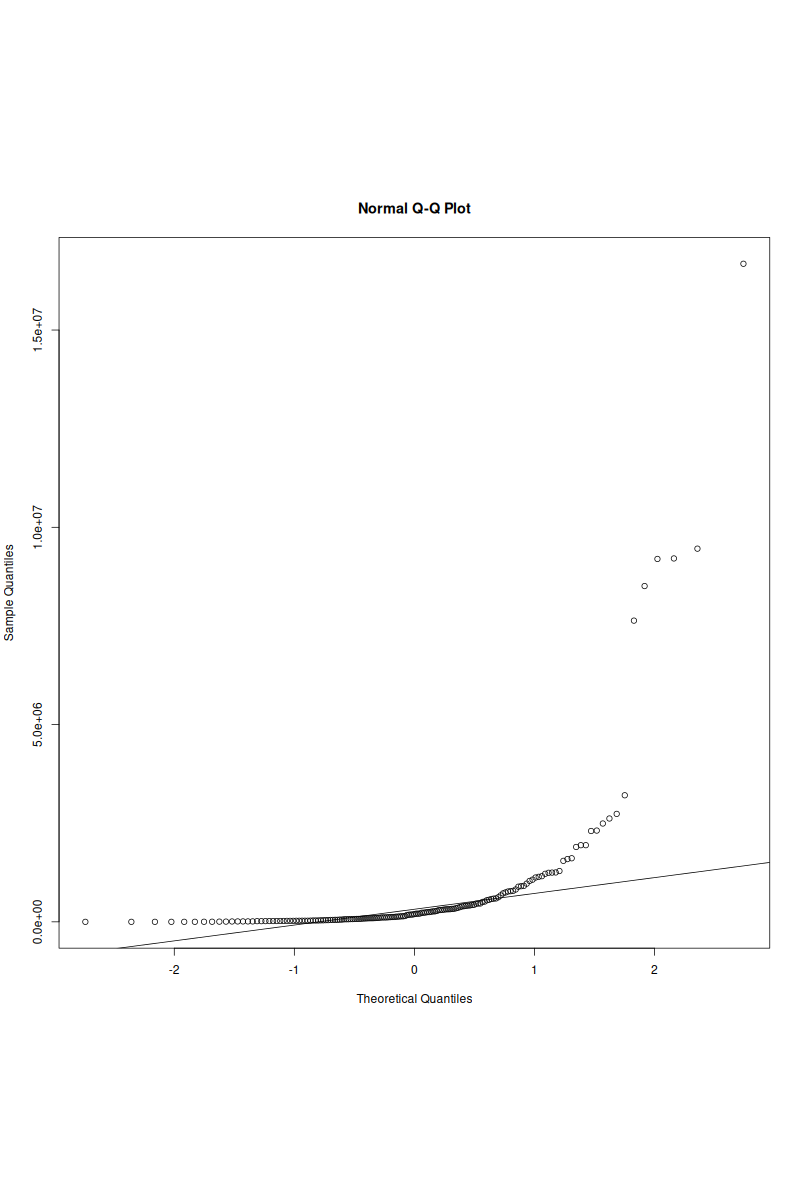 Normal Q-Q Plot
Sample Quantiles
1.5e+07
1.0e+07
5.0e+06
0.0e+00
-2 -1 0 1 2
Theoretical Quantiles